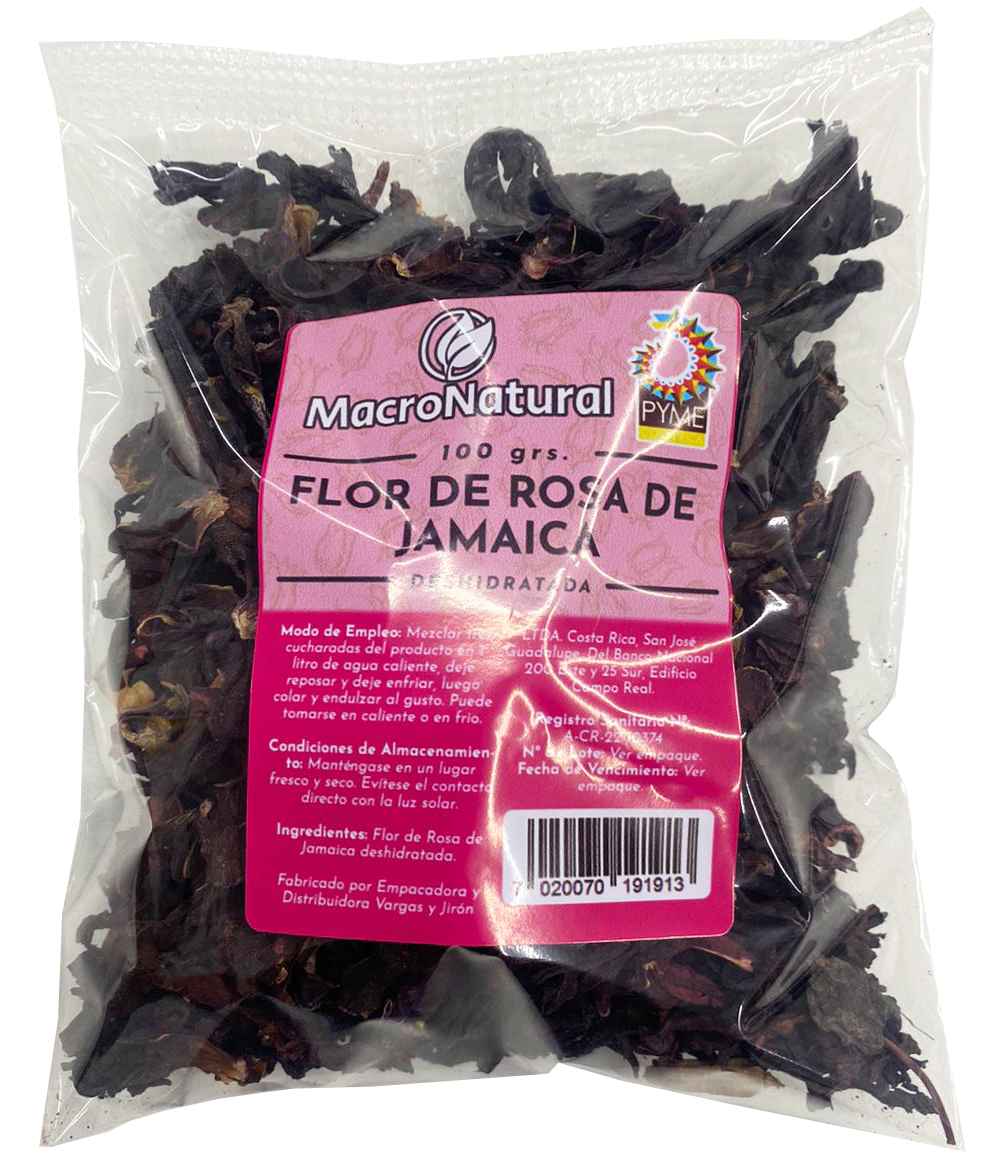 MacroNatural
PYME
100 grs.
FLOR DE ROSA DE
JAMAICA
DESHIDRATADA
Modo de Empleo: Mezclar
cucharadas del producto en 1
litro de agua caliente, deje
reposar y deje enfriar, luego
colar y endulzar al gusto. Puede
tomarse en caliente o en frío.
Condiciones de Almacenamien-
to: Manténgase en un lugar
fresco y seco. Evítese el contacto
directo con la luz solar.
Ingredientes: Flor de Rosa de
Jamaica deshidratada.
Fabricado por Empacadora y
Distribuidora Vargas y Jirón
LTDA. Costa Rica, San José
Guadalupe, Del Banco Nacional
200 Este y 25 Sur, Edificio
Campo Real.
Registro Sanitario Nº:
Nº de Lote: Ver empaque.
Fecha de Vencimiento: Ver
empaque.
7 020070 191913